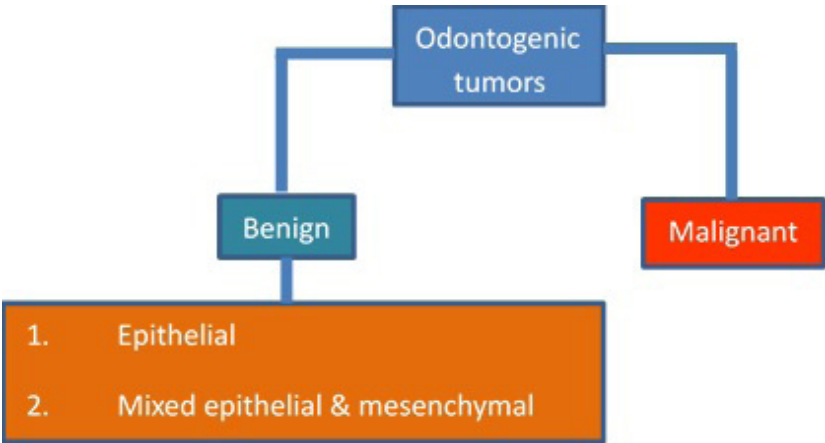 Odontogenic
tumors
Benign
Malignant
1. Epithelial
2. Mixed epithelial & mesenchymal